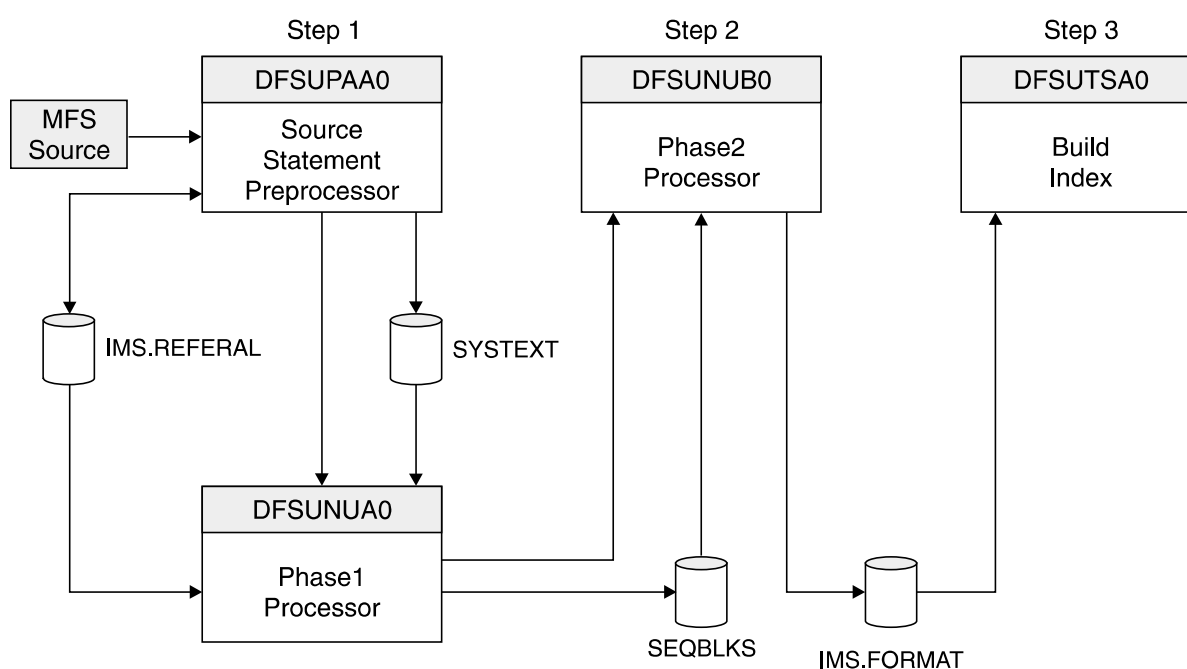 Step 1
Step 2
Step 3
DFSUPAA0
DFSUNUB0
DFSUTSA0
MFS
Source
Source
Statement
Preprocessor
Phase2
Processor
Build
Index
IMS.REFERAL
SYSTEXT
DFSUNUA0
Phase1
Processor
SEQBLKS
IMS.FORMAT